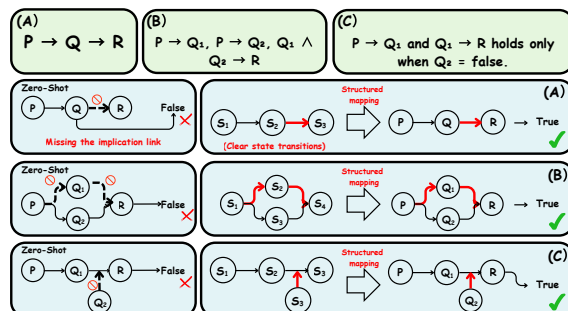 (A)
P → Q → R
(B)
P → Q₁, P → Q₂, Q₁ ∧
Q₂ → R
(C)
P → Q₁ and Q₁ → R holds only
when Q₂ = false.
Zero-Shot
P
Q
R
False
Missing the implication link
(A)
S₁
S₂
S₃
(Clear state transitions)
Structured
mapping
P
Q
R
True
Zero-Shot
P
Q₁
Q₂
R
False
(B)
S₁
S₂
S₃
S₄
Structured
mapping
P
Q₁
Q₂
R
True
Zero-Shot
P
Q₁
R
False
Q₂
(C)
S₁
S₂
S₃
S₃
Structured
mapping
P
Q₁
R
Q₂
True